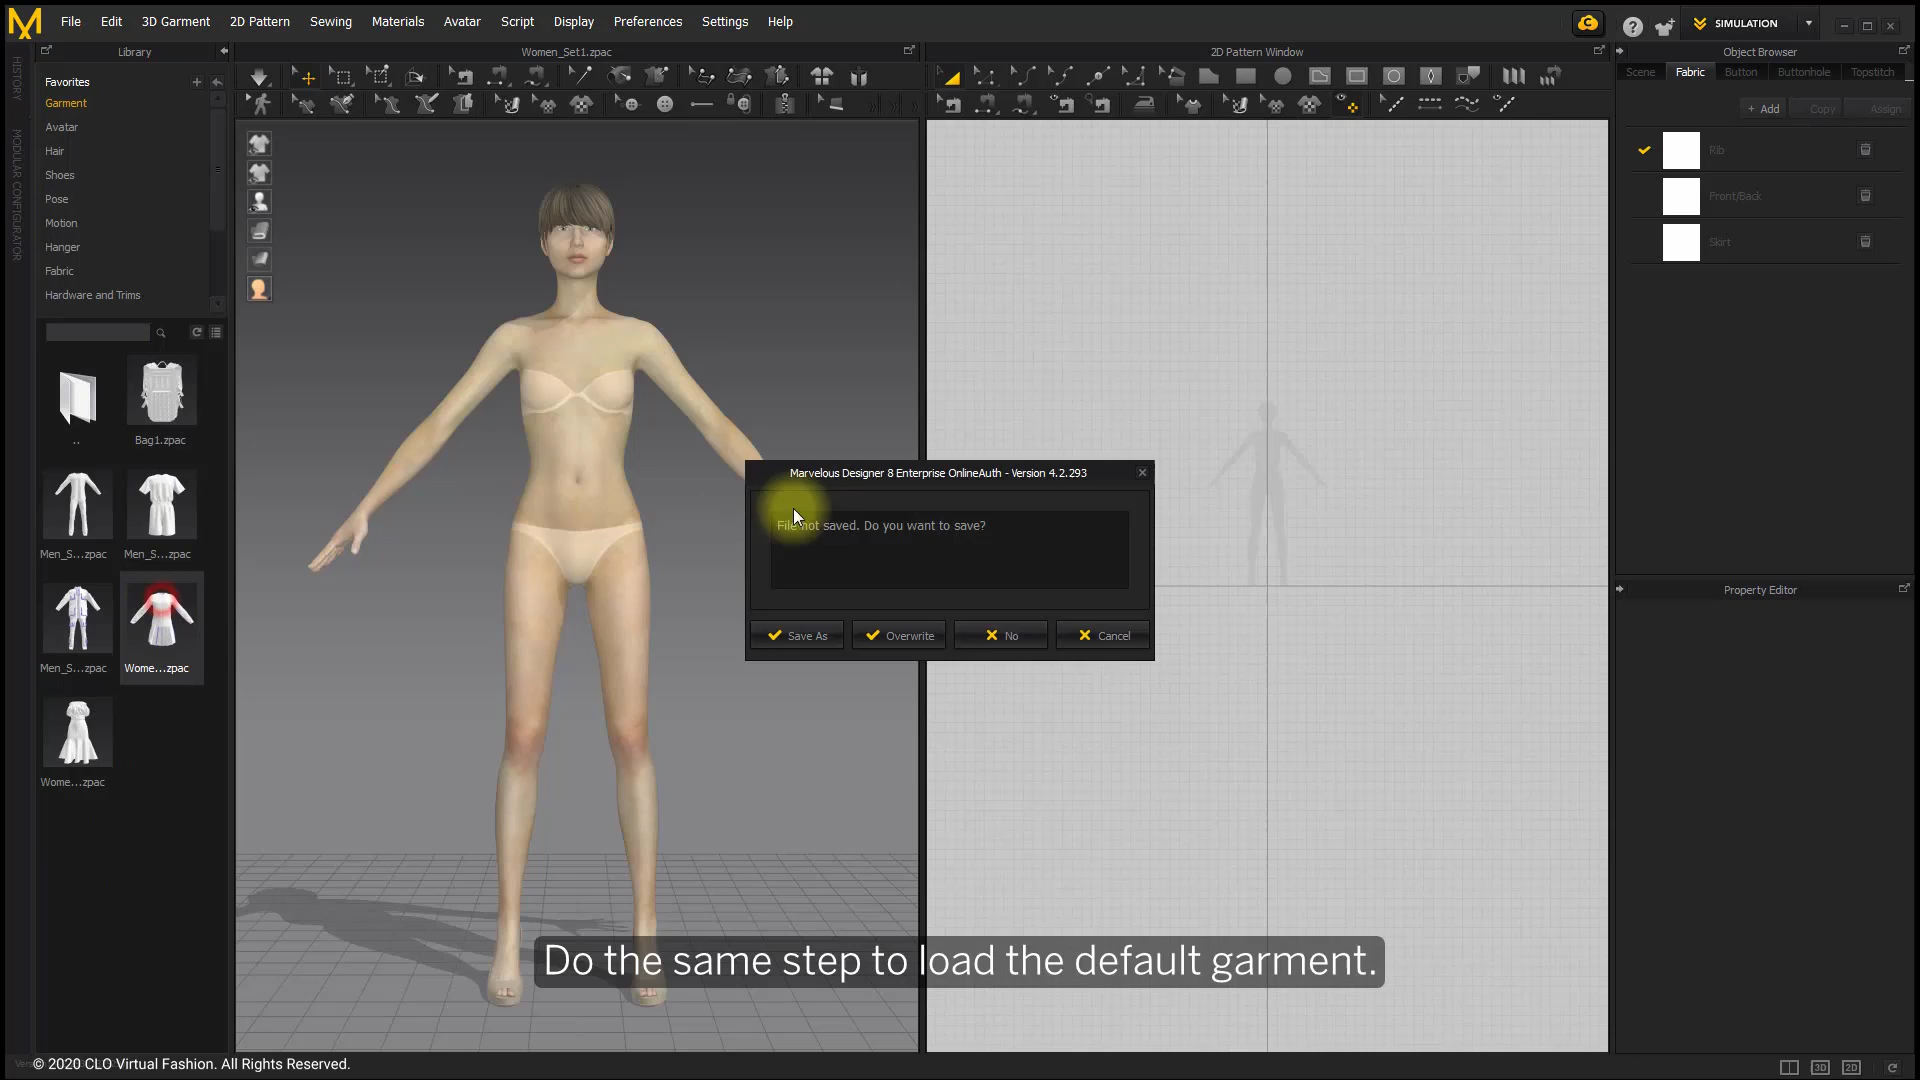 File Edit 3D Garment 2D Pattern Sewing Materials Avatar Script Display Preferences Settings Help
SIMULATION
Library
Women_Set1.zpac
2D Pattern Window
Object Browser
HISTORY
MODULAR CONFIGURATOR
Favorites
Garment
Avatar
Hair
Shoes
Pose
Motion
Hanger
Fabric
Hardware and Trims
..
Bag1.zpac
Men_S...zpac
Men_S...zpac
Men_S...zpac
Wome...zpac
Wome...zpac
Scene Fabric Button Buttonhole Topstitch
+ Add Copy Assign
Rib
Front/Back
Skirt
Property Editor
Marvelous Designer 8 Enterprise OnlineAuth - Version 4.2.293
File not saved. Do you want to save?
Save As Overwrite No Cancel
Do the same step to load the default garment.
© 2020 CLO Virtual Fashion. All Rights Reserved.
3D 2D